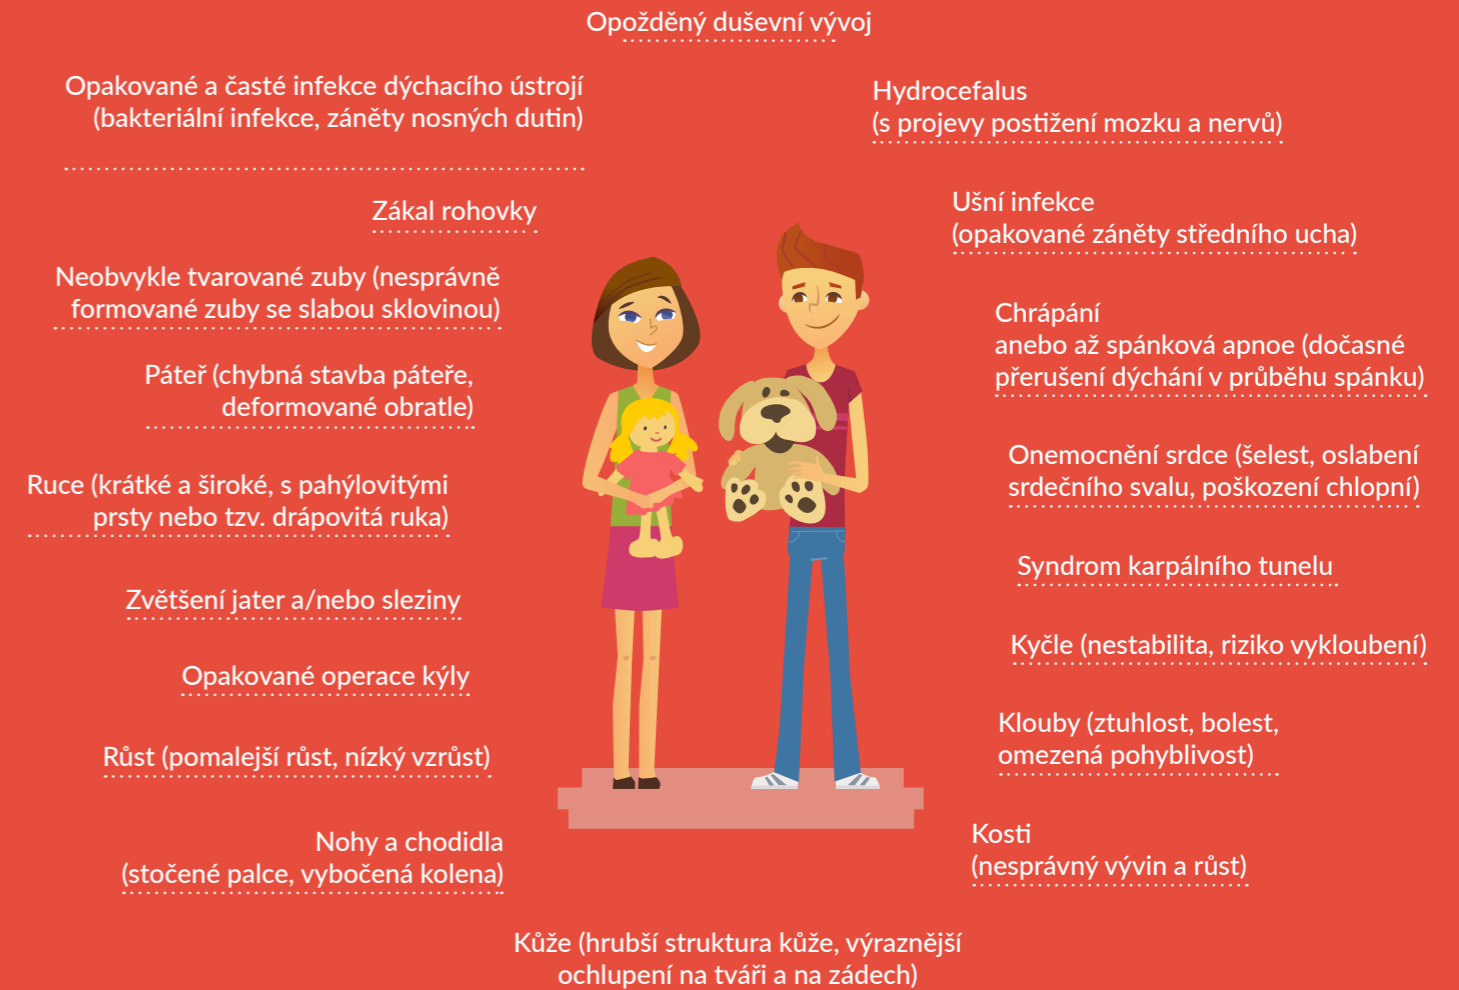 Opožděný duševní vývoj
Opakované a časté infekce dýchacího ústrojí
(bakteriální infekce, záněty nosných dutin)
Zákal rohovky
Neobvykle tvarované zuby (nesprávně
formované zuby se slabou sklovinou)
Páteř (chybná stavba páteře,
deformované obratle)
Ruce (krátké a široké, s pahýlovitými
prsty nebo tzv. drápovitá ruka)
Zvětšení jater a/nebo sleziny
Opakované operace kýly
Růst (pomalejší růst, nízký vzrůst)
Nohy a chodidla
(stočené palce, vybočená kolena)
Hydrocefalus
(s projevy postižení mozku a nervů)
Ušní infekce
(opakované záněty středního ucha)
Chrápání
anebo až spánková apnoe (dočasné
přerušení dýchání v průběhu spánku)
Onemocnění srdce (šelest, oslabení
srdečního svalu, poškození chlopní)
Syndrom karpálního tunelu
Kyčle (nestabilita, riziko vykloubení)
Klouby (ztuhlost, bolest,
omezená pohyblivost)
Kosti
(nesprávný vývin a růst)
Kůže (hrubší struktura kůže, výraznější
ochlupení na tváři a na zádech)